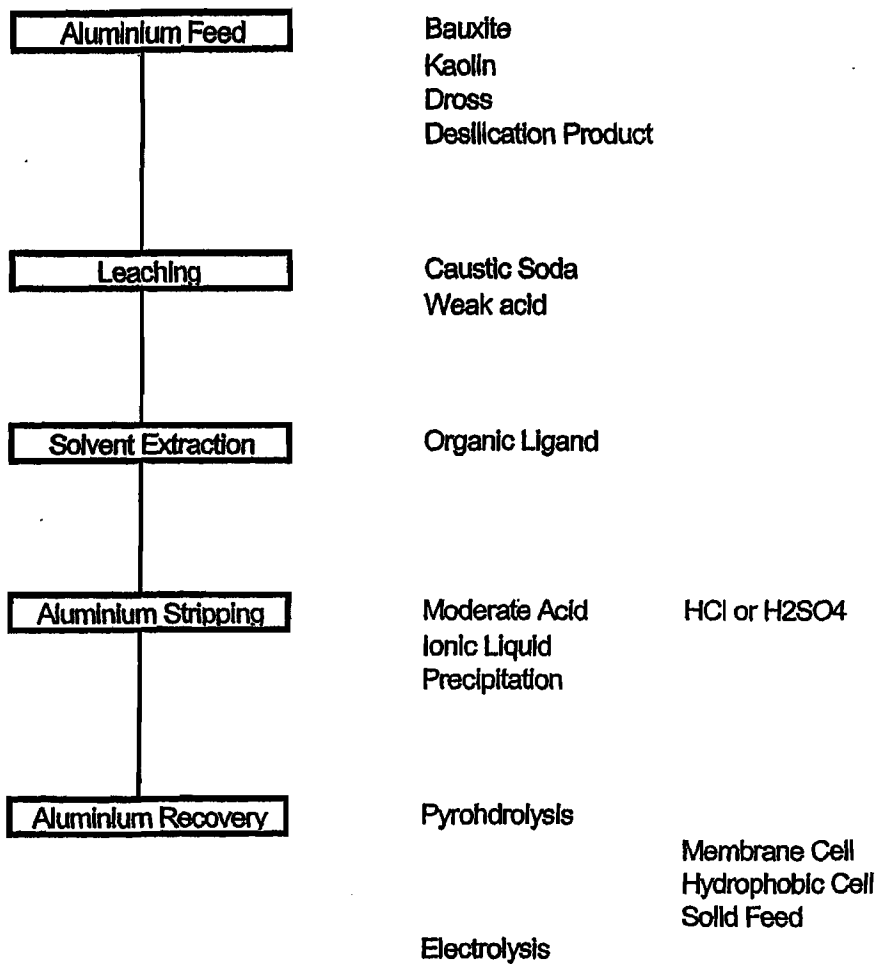 Aluminium Feed
Bauxite
Kaolin
Dross
Desilication Product
Leaching
Caustic Soda
Weak acid
Solvent Extraction
Organic Ligand
Aluminium Stripping
Moderate Acid
HCl or H2SO4
Ionic Liquid
Precipitation
Aluminium Recovery
Pyrohdrolysis
Membrane Cell
Hydrophobic Cell
Solid Feed
Electrolysis